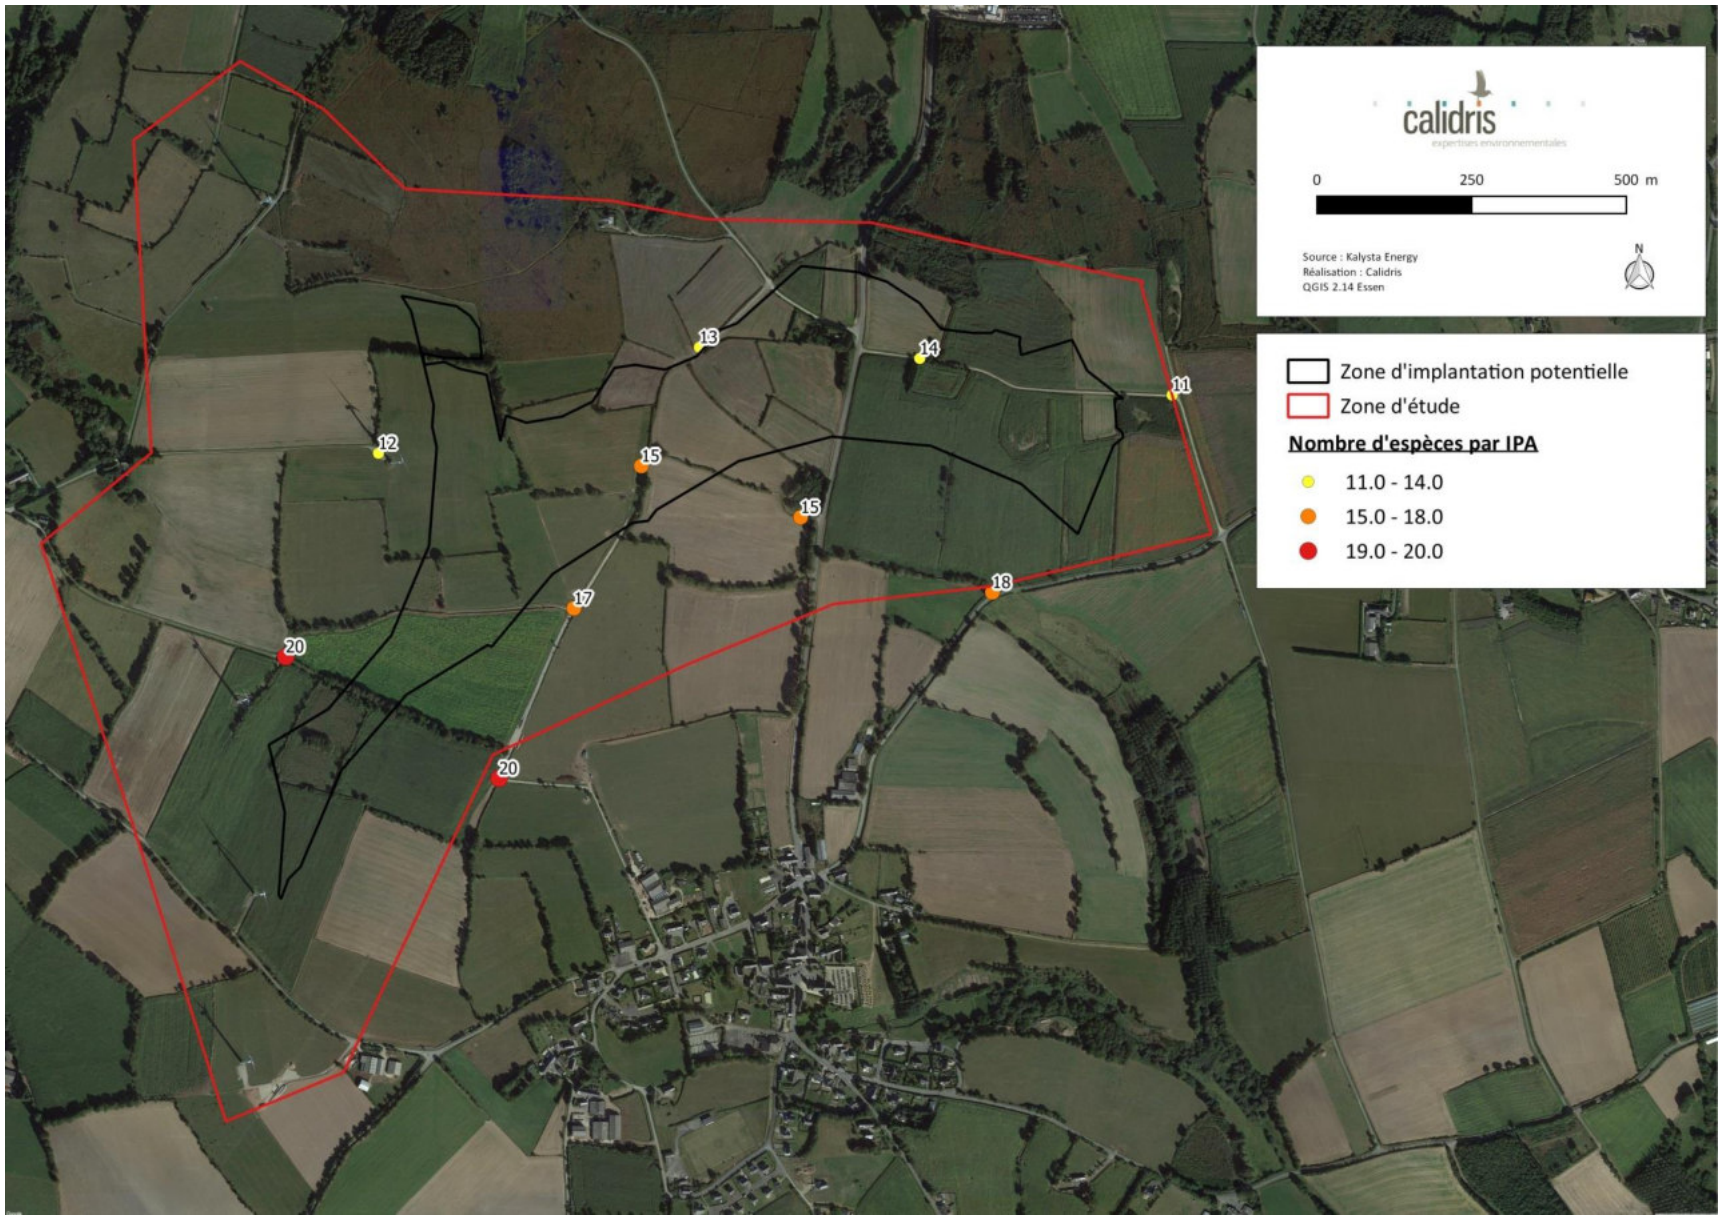 calidris
expertises environnementales
0 250 500 m
Source : Kalysta Energy
Réalisation : Calidris
QGIS 2.14 Essen
N
Zone d'implantation potentielle
Zone d'étude
Nombre d'espèces par IPA
11.0 - 14.0
15.0 - 18.0
19.0 - 20.0
13
14
11
12
15
15
18
17
20
20